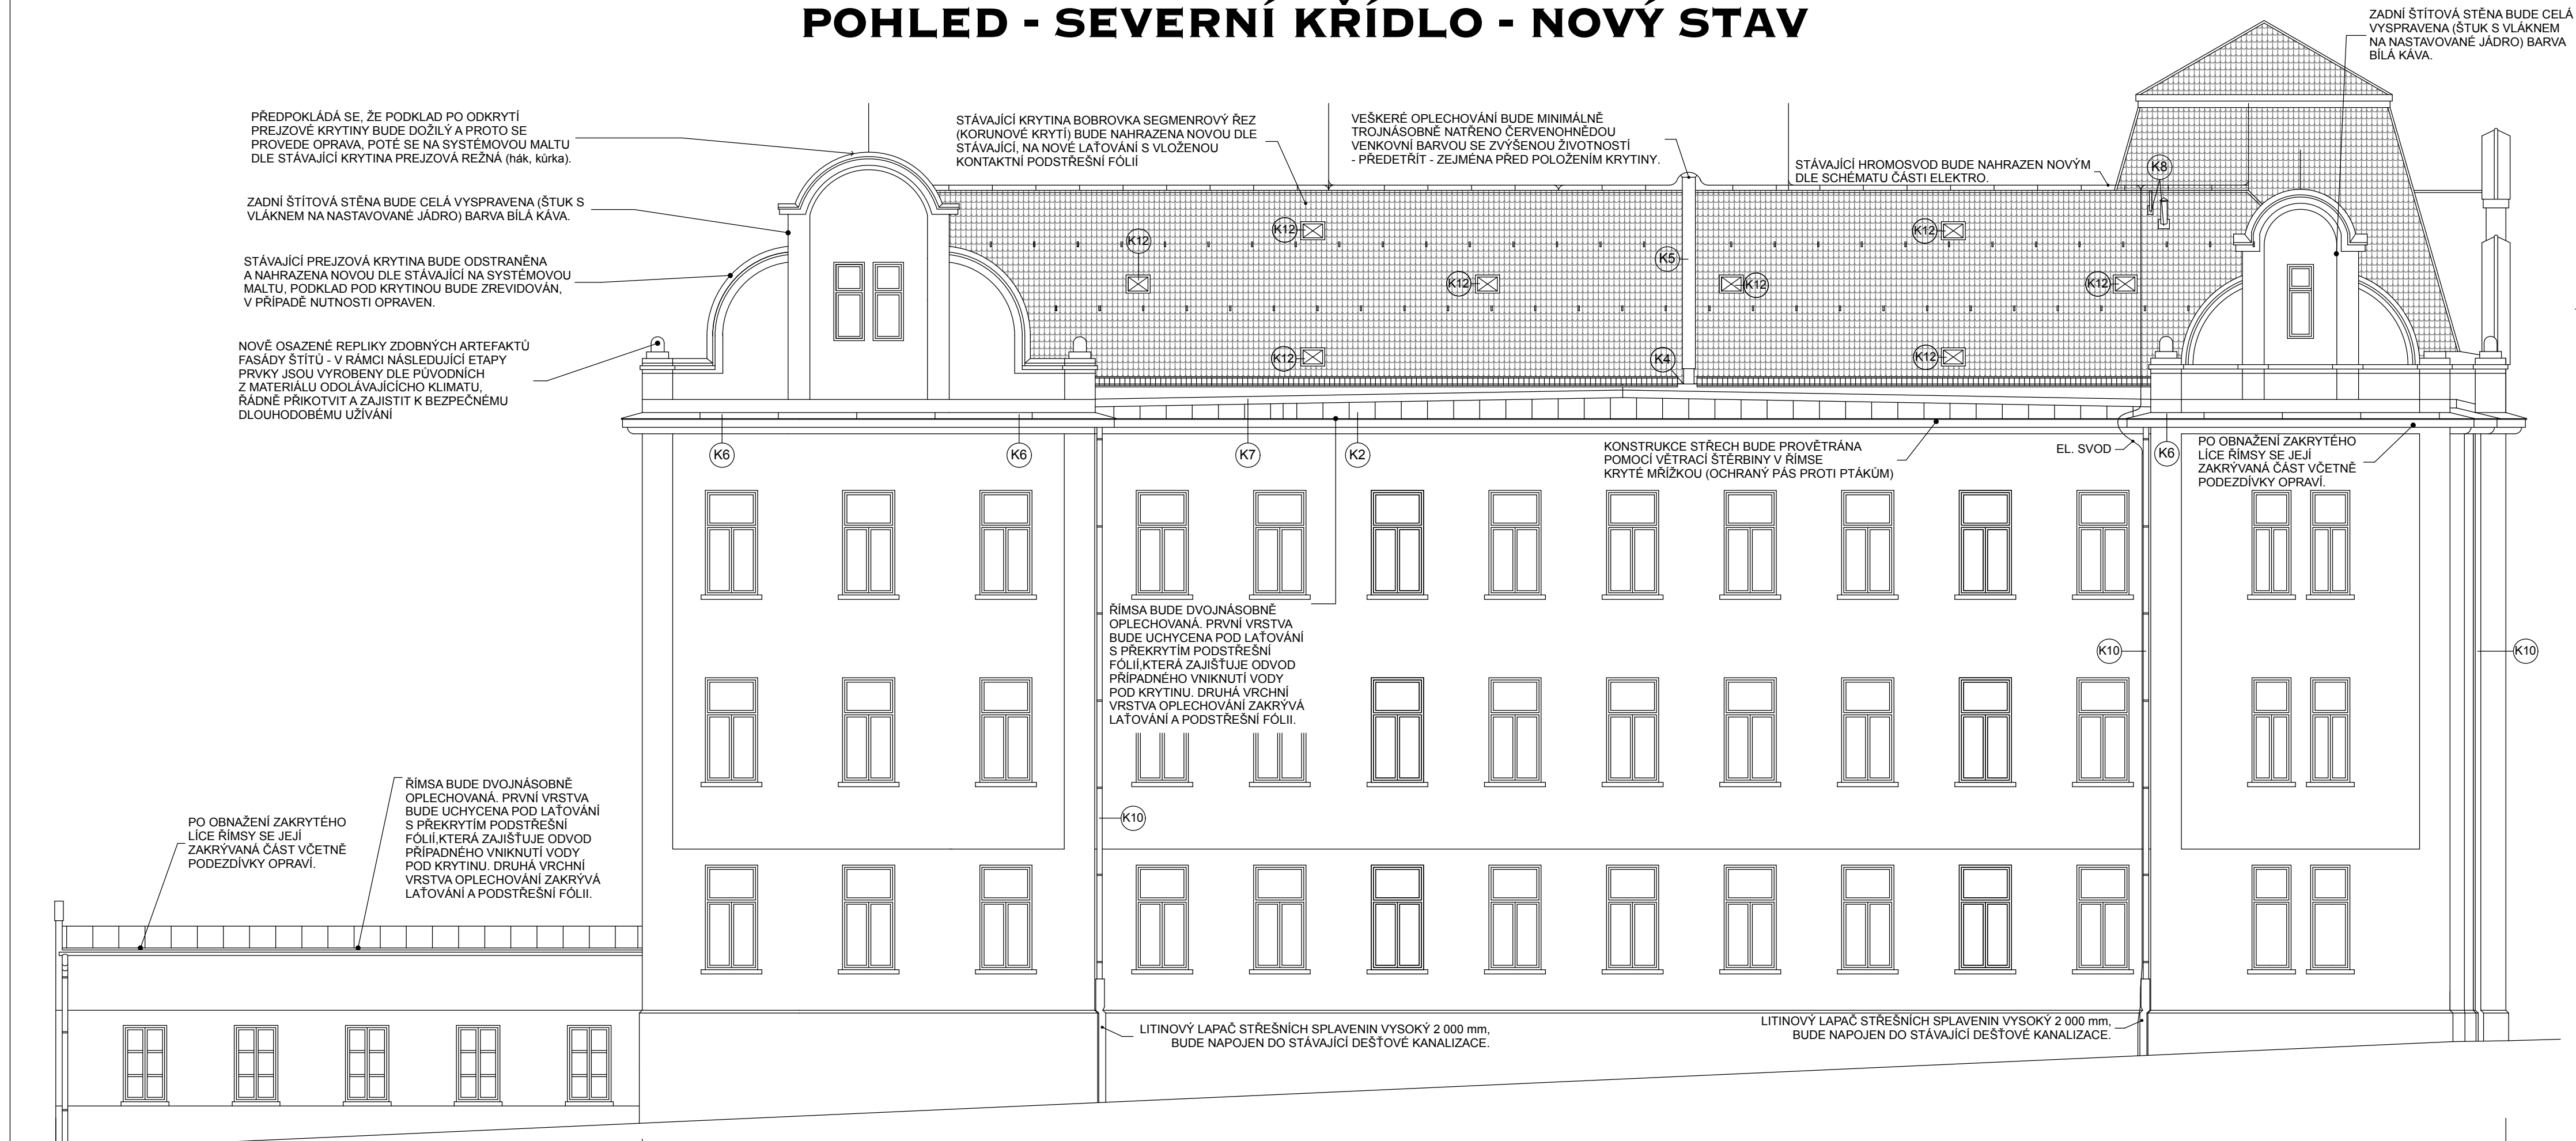 POHLED - SEVERNÍ KŘÍDLO - NOVÝ STAV
ZADNÍ ŠTÍTOVÁ STĚNA BUDE CELÁ
VYSPRAVENA (ŠTUK S VLÁKNEM
NA NASTAVOVANÉ JÁDRO) BARVA
BÍLÁ KÁVA.
PŘEDPOKLÁDÁ SE, ŽE PODKLAD PO ODKRYTÍ
PREJZOVÉ KRYTINY BUDE DOŽILÝ A PROTO SE
PROVEDE OPRAVA, POTÉ SE NA SYSTÉMOVOU MALTU
DLE STÁVAJÍCÍ KRYTINA PREJZOVÁ REŽNÁ (hák, kůrka).
STÁVAJÍCÍ KRYTINA BOBROVKA SEGMENROVÝ ŘEZ
(KORUNOVÉ KRYTÍ) BUDE NAHRAZENA NOVOU DLE
STÁVAJÍCÍ, NA NOVÉ LAŤOVÁNÍ S VLOŽENOU
KONTAKTNÍ PODSTŘEŠNÍ FÓLIÍ
VEŠKERÉ OPLECHOVÁNÍ BUDE MINIMÁLNĚ
TROJNÁSOBNĚ NATŘENO ČERVENOHNĚDOU
VENKOVNÍ BARVOU SE ZVÝŠENOU ŽIVOTNOSTÍ
- PŘEDETŘÍT - ZEJMÉNA PŘED POLOŽENÍM KRYTINY.
STÁVAJÍCÍ HROMOSVOD BUDE NAHRAZEN NOVÝM
DLE SCHÉMATU ČÁSTI ELEKTRO.
K8
ZADNÍ ŠTÍTOVÁ STĚNA BUDE CELÁ VYSPRAVENA (ŠTUK S
VLÁKNEM NA NASTAVOVANÉ JÁDRO) BARVA BÍLÁ KÁVA.
K12
K12
K12
STÁVAJÍCÍ PREJZOVÁ KRYTINA BUDE ODSTRANĚNA
A NAHRAZENA NOVOU DLE STÁVAJÍCÍ NA SYSTÉMOVOU
MALTU, PODKLAD POD KRYTINOU BUDE ZREVIDOVÁN,
V PŘÍPADĚ NUTNOSTI OPRAVEN.
K5
K12
K12
K12
NOVĚ OSAZENÉ REPLIKY ZDOBNÝCH ARTEFAKTŮ
FASÁDY ŠTÍTŮ - V RÁMCI NÁSLEDUJÍCÍ ETAPY
PRVKY JSOU VYROBENY DLE PŮVODNÍCH
Z MATERIÁLU ODOLÁVAJÍCÍCHO KLIMATU,
ŘÁDNĚ PŘIKOTVIT A ZAJISTIT K BEZPEČNÉMU
DLOUHODOBÉMU UŽÍVÁNÍ
K12
K4
K12
K6
K6
K7
K2
KONSTRUKCE STŘECH BUDE PROVĚTRÁNA
POMOCÍ VĚTRACÍ ŠTĚRBINY V ŘÍMSE
KRYTÉ MŘÍŽKOU (OCHRANÝ PÁS PROTI PTÁKŮM)
EL. SVOD
K6
PO OBNAŽENÍ ZAKRYTÉHO
LÍCE ŘÍMSY SE JEJÍ
ZAKRÝVANÁ ČÁST VČETNĚ
PODEZDÍVKY OPRAVÍ.
ŘÍMSA BUDE DVOJNÁSOBNĚ
OPLECHOVANÁ. PRVNÍ VRSTVA
BUDE UCHYCENA POD LAŤOVÁNÍ
S PŘEKRYTÍM PODSTŘEŠNÍ
FÓLIÍ,KTERÁ ZAJIŠŤUJE ODVOD
PŘÍPADNÉHO VNIKNUTÍ VODY
POD KRYTINU. DRUHÁ VRCHNÍ
VRSTVA OPLECHOVÁNÍ ZAKRÝVÁ
LAŤOVÁNÍ A PODSTŘEŠNÍ FÓLII.
K10
K10
ŘÍMSA BUDE DVOJNÁSOBNĚ
OPLECHOVANÁ. PRVNÍ VRSTVA
BUDE UCHYCENA POD LAŤOVÁNÍ
S PŘEKRYTÍM PODSTŘEŠNÍ
FÓLIÍ,KTERÁ ZAJIŠŤUJE ODVOD
PŘÍPADNÉHO VNIKNUTÍ VODY
POD KRYTINU. DRUHÁ VRCHNÍ
VRSTVA OPLECHOVÁNÍ ZAKRÝVÁ
LAŤOVÁNÍ A PODSTŘEŠNÍ FÓLII.
PO OBNAŽENÍ ZAKRYTÉHO
LÍCE ŘÍMSY SE JEJÍ
ZAKRÝVANÁ ČÁST VČETNĚ
PODEZDÍVKY OPRAVÍ.
K10
LITINOVÝ LAPAČ STŘEŠNÍCH SPLAVENIN VYSOKÝ 2 000 mm,
BUDE NAPOJEN DO STÁVAJÍCÍ DEŠŤOVÉ KANALIZACE.
LITINOVÝ LAPAČ STŘEŠNÍCH SPLAVENIN VYSOKÝ 2 000 mm,
BUDE NAPOJEN DO STÁVAJÍCÍ DEŠŤOVÉ KANALIZACE.